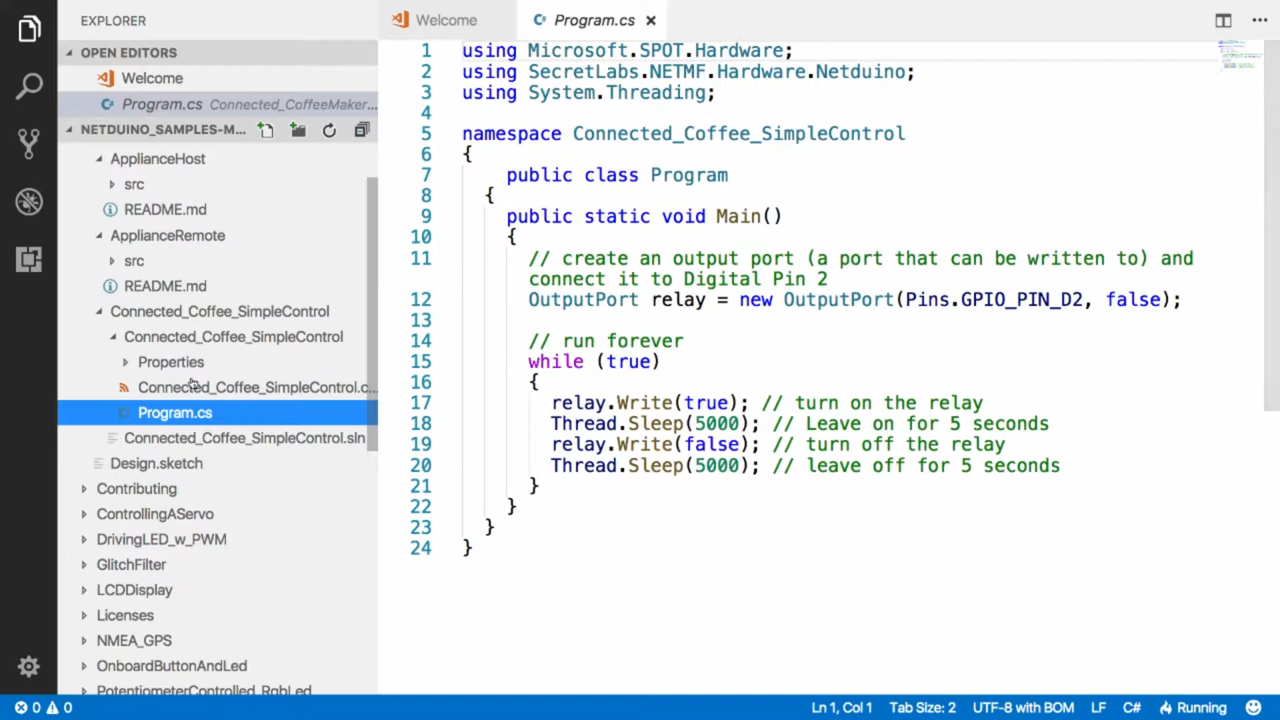 EXPLORER
OPEN EDITORS
Welcome
Program.cs Connected_CoffeeMaker...
NETDUINO_SAMPLES-M...
ApplianceHost
src
README.md
ApplianceRemote
src
README.md
Connected_Coffee_SimpleControl
Connected_Coffee_SimpleControl
Properties
Connected_Coffee_SimpleControl.c...
Program.cs
Connected_Coffee_SimpleControl.sln
Design.sketch
Contributing
ControllingAServo
DrivingLED_w_PWM
GlitchFilter
LCDDisplay
Licenses
NMEA_GPS
OnboardButtonAndLed
PotentiometerControlled_RgbLed
Welcome
Program.cs
1 using Microsoft.SPOT.Hardware;
2 using SecretLabs.NETMF.Hardware.Netduino;
3 using System.Threading;
4
5 namespace Connected_Coffee_SimpleControl
6 {
7 public class Program
8 {
9 public static void Main()
10 {
11 // create an output port (a port that can be written to) and
connect it to Digital Pin 2
12 OutputPort relay = new OutputPort(Pins.GPIO_PIN_D2, false);
13
14 // run forever
15 while (true)
16 {
17 relay.Write(true); // turn on the relay
18 Thread.Sleep(5000); // Leave on for 5 seconds
19 relay.Write(false); // turn off the relay
20 Thread.Sleep(5000); // leave off for 5 seconds
21 }
22 }
23 }
24 }
0 0 Ln 1, Col 1 Tab Size: 2 UTF-8 with BOM LF C# Running